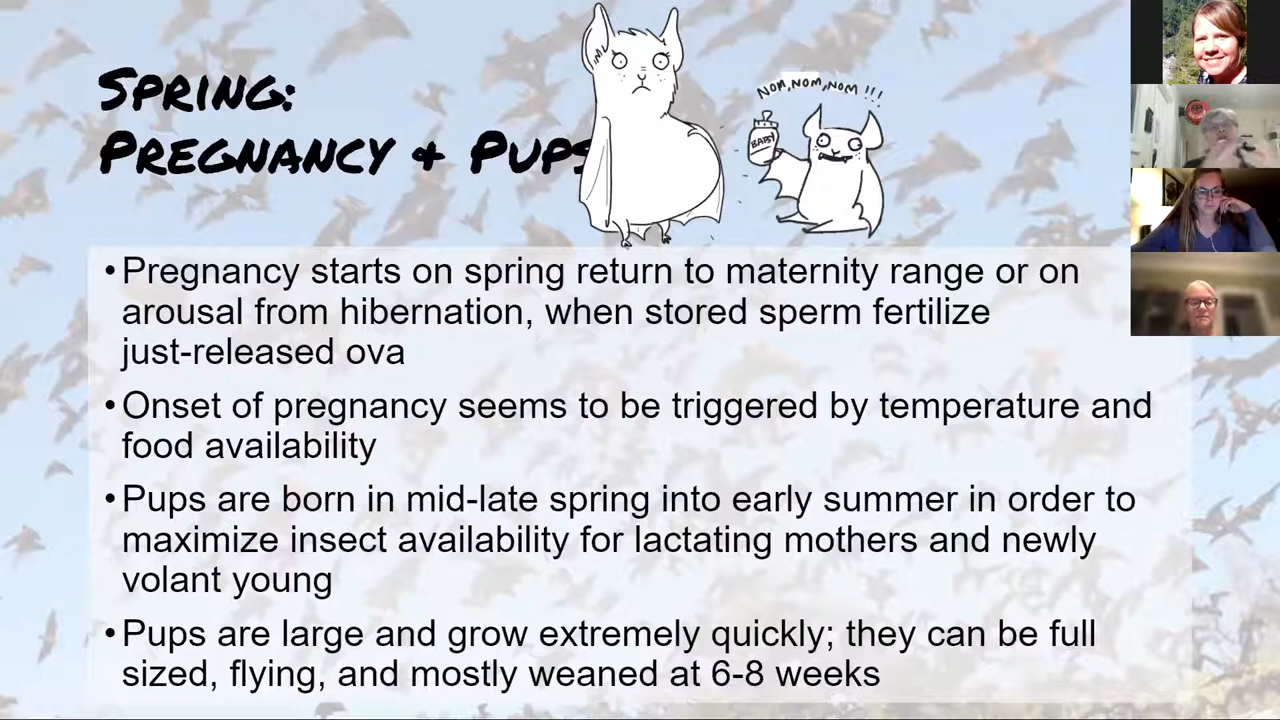 SPRING:
PREGNANCY & PUPS
NOM, NOM, NOM !!!
BABY
• Pregnancy starts on spring return to maternity range or on
arousal from hibernation, when stored sperm fertilize
just-released ova
• Onset of pregnancy seems to be triggered by temperature and
food availability
• Pups are born in mid-late spring into early summer in order to
maximize insect availability for lactating mothers and newly
volant young
• Pups are large and grow extremely quickly; they can be full
sized, flying, and mostly weaned at 6-8 weeks